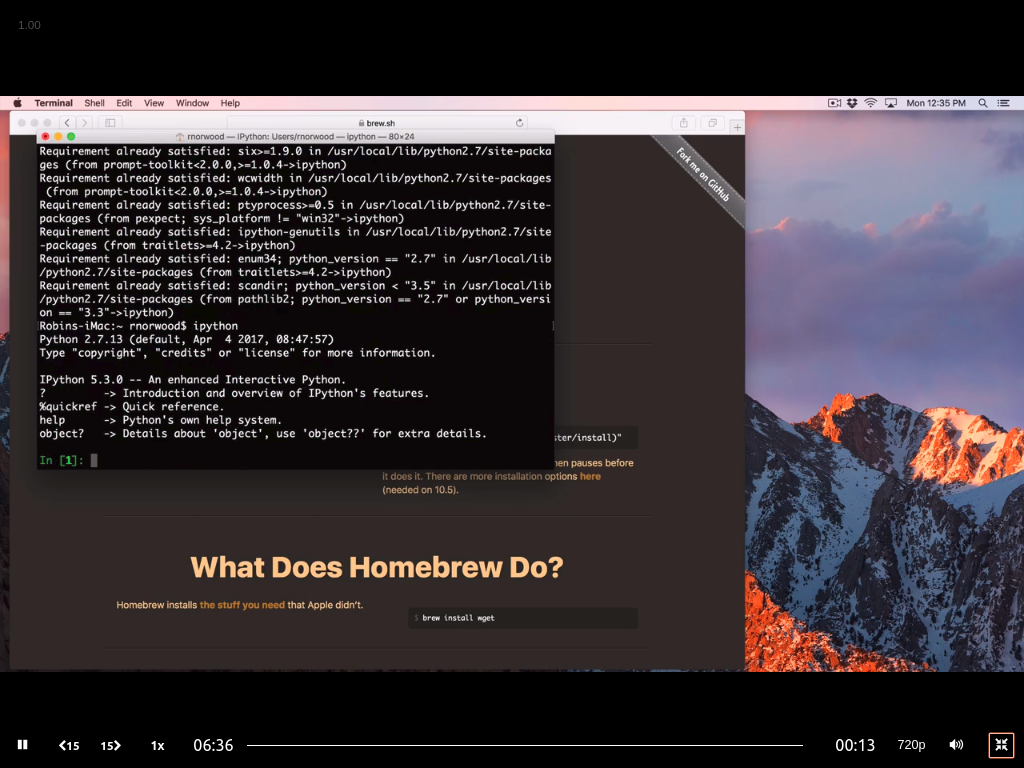 1.00
Terminal Shell Edit View Window Help Mon 12:35 PM
brew.sh
rnorwood — IPython: Users/rnorwood — ipython — 80×24
Fork me on GitHub
Requirement already satisfied: six>=1.9.0 in /usr/local/lib/python2.7/site-packa
ges (from prompt-toolkit<2.0.0,>=1.0.4->ipython)
Requirement already satisfied: wcwidth in /usr/local/lib/python2.7/site-packages
 (from prompt-toolkit<2.0.0,>=1.0.4->ipython)
Requirement already satisfied: ptyprocess>=0.5 in /usr/local/lib/python2.7/site-
packages (from pexpect; sys_platform != "win32"->ipython)
Requirement already satisfied: ipython-genutils in /usr/local/lib/python2.7/site
-packages (from traitlets>=4.2->ipython)
Requirement already satisfied: enum34; python_version == "2.7" in /usr/local/lib
/python2.7/site-packages (from traitlets>=4.2->ipython)
Requirement already satisfied: scandir; python_version < "3.5" in /usr/local/lib
/python2.7/site-packages (from pathlib2; python_version == "2.7" or python_versi
on == "3.3"->ipython)
Robins-iMac:~ rnorwood$ ipython
Python 2.7.13 (default, Apr  4 2017, 08:47:57)
Type "copyright", "credits" or "license" for more information.
IPython 5.3.0 -- An enhanced Interactive Python.
?         -> Introduction and overview of IPython's features.
%quickref -> Quick reference.
help      -> Python's own help system.
object?   -> Details about 'object', use 'object??' for extra details.
In [1]:
ster/install)"
hen pauses before
it does it. There are more installation options here
(needed on 10.5).
What Does Homebrew Do?
Homebrew installs the stuff you need that Apple didn't.
$ brew install wget
15 15 1x 06:36 00:13 720p